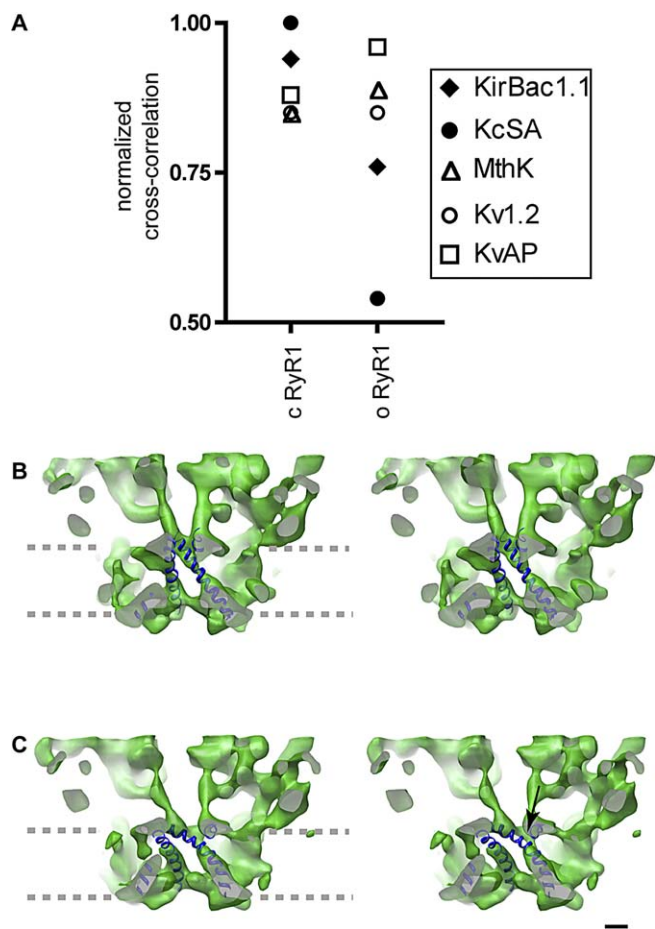 A
1.00
0.75
0.50
normalized
cross-correlation
c RyR1
o RyR1
KirBac1.1
KcSA
MthK
Kv1.2
KvAP
B
C